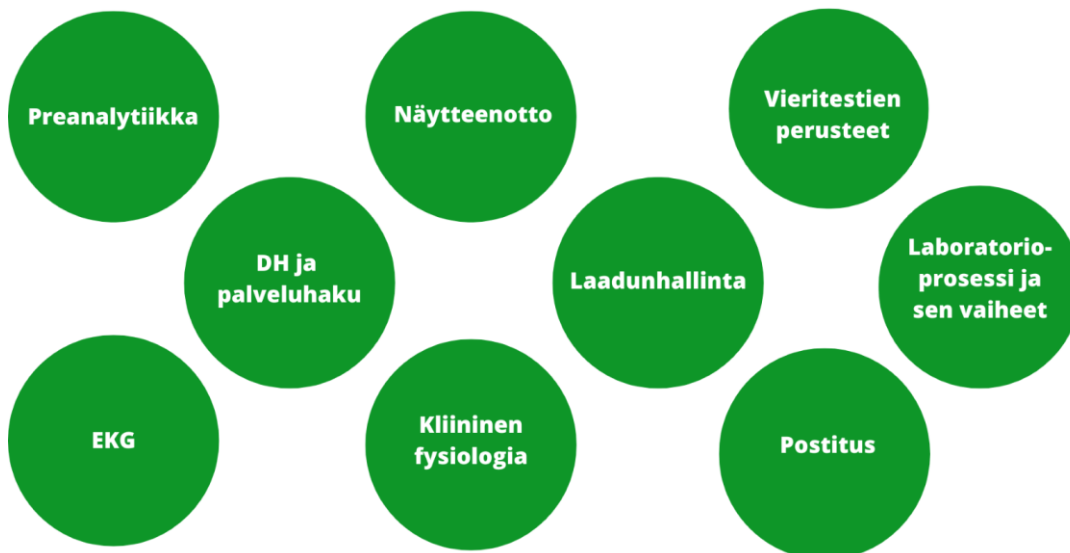 Preanalytiikka
Näytteenotto
Vieritestien
perusteet
DH ja
palveluhaku
Laadunhallinta
Laboratorio-
prosessi ja
sen vaiheet
EKG
Kliininen
fysiologia
Postitus